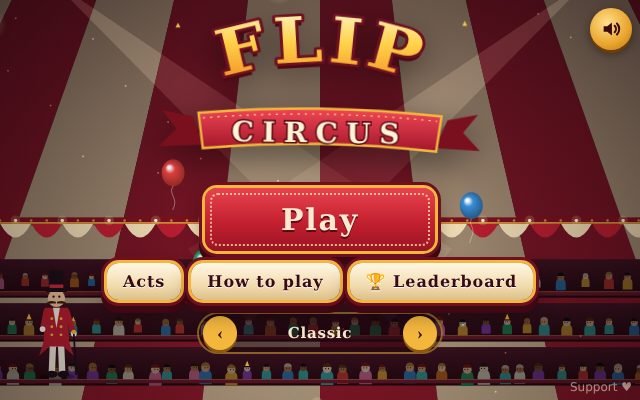 FLIP
CIRCUS
Play
Acts
How to play
🏆 Leaderboard
‹ Classic ›
Support ♥